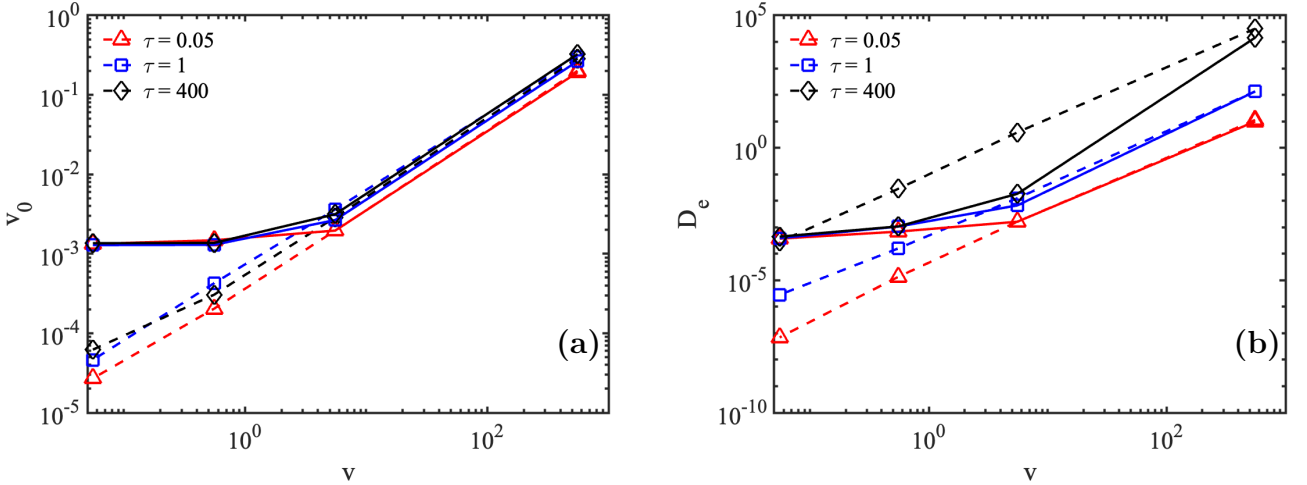 10^0
10^-1
10^-2
10^-3
10^-4
10^-5
v_0
τ = 0.05
τ = 1
τ = 400
(a)
10^0
10^2
v
10^5
10^0
10^-5
10^-10
D_e
τ = 0.05
τ = 1
τ = 400
(b)
10^0
10^2
v